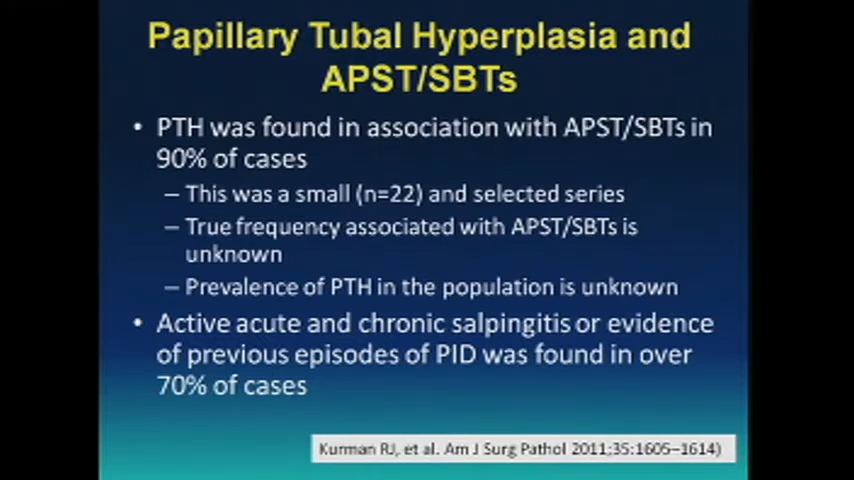 Papillary Tubal Hyperplasia and
APST/SBTs
• PTH was found in association with APST/SBTs in
90% of cases
– This was a small (n=22) and selected series
– True frequency associated with APST/SBTs is
unknown
– Prevalence of PTH in the population is unknown
• Active acute and chronic salpingitis or evidence
of previous episodes of PID was found in over
70% of cases
Kurman RJ, et al. Am J Surg Pathol 2011;35:1605–1614)